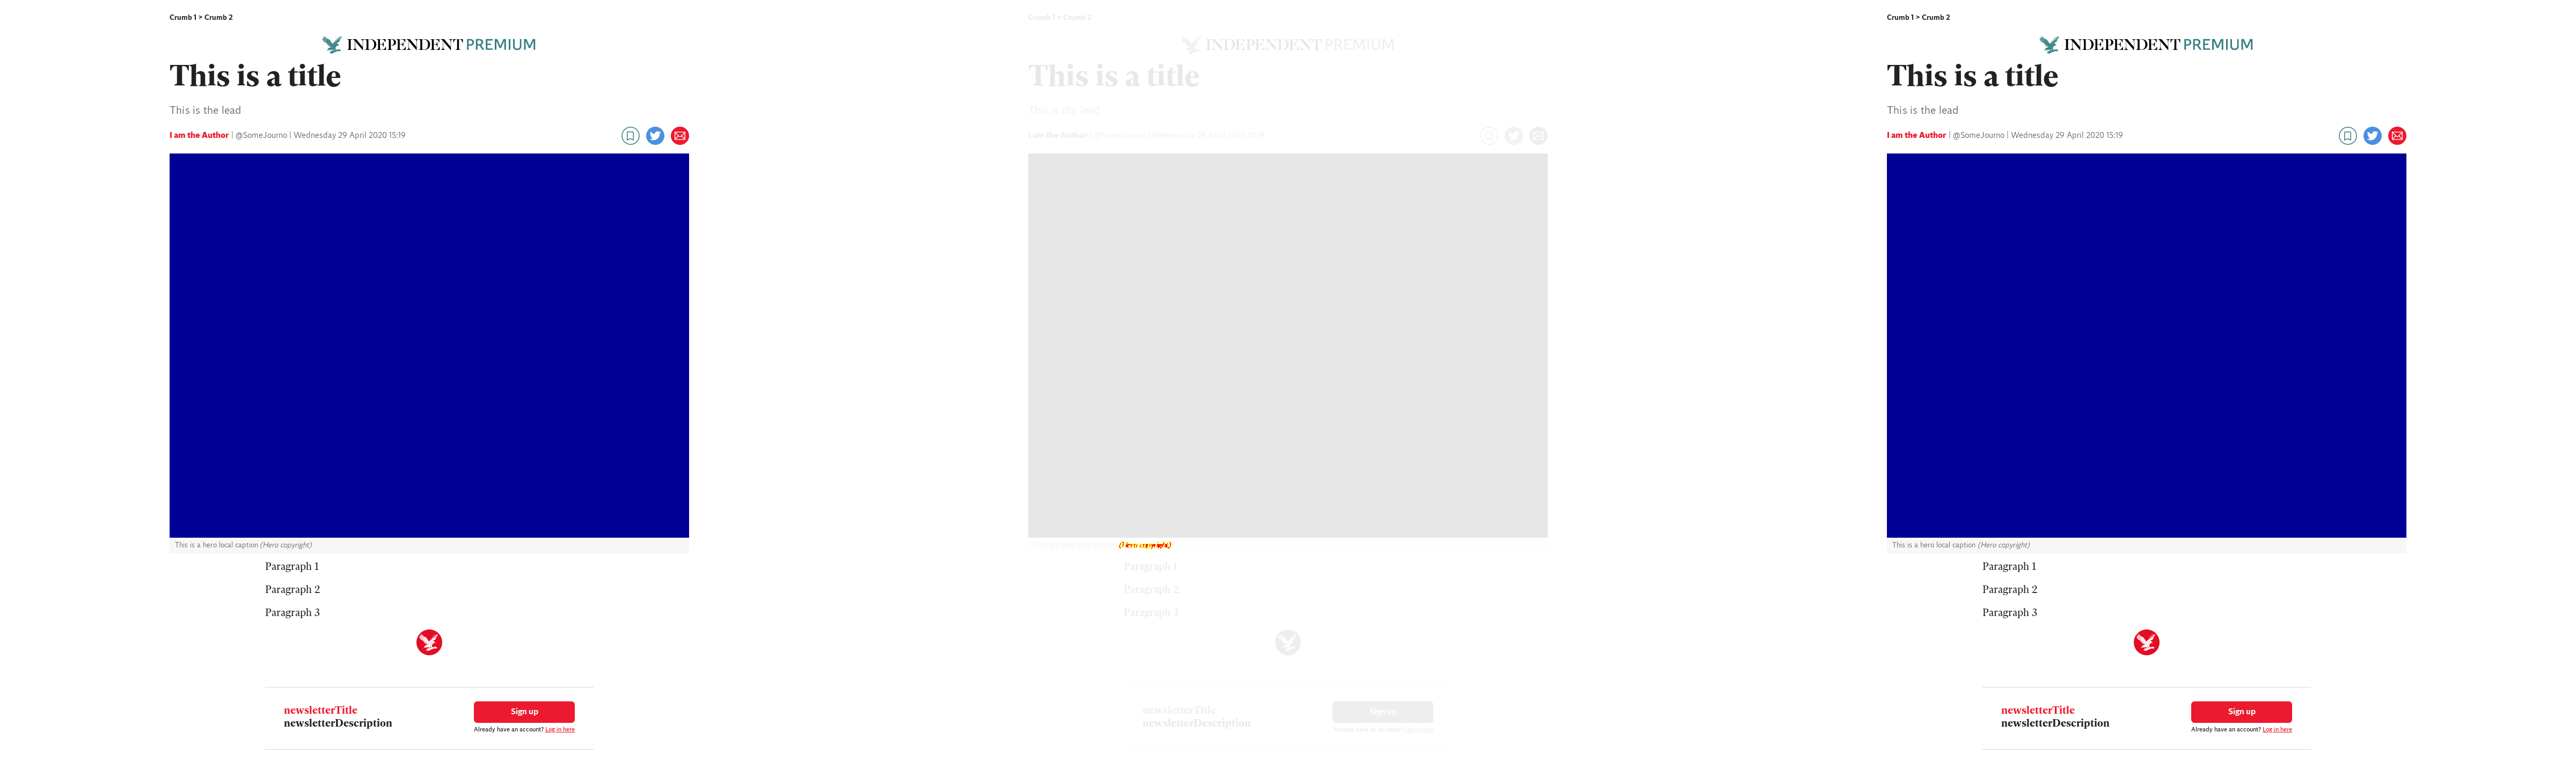 Crumb 1 > Crumb 2
INDEPENDENT PREMIUM
This is a title
This is the lead
I am the Author | @SomeJourno | Wednesday 29 April 2020 15:19
This is a hero local caption (Hero copyright)
Paragraph 1
Paragraph 2
Paragraph 3
newsletterTitle
newsletterDescription
Sign up
Already have an account? Log in here
Crumb 1 > Crumb 2
INDEPENDENT PREMIUM
This is a title
This is the lead
I am the Author | @SomeJourno | Wednesday 29 April 2020 15:19
This is a hero local caption (Hero copyright)
Paragraph 1
Paragraph 2
Paragraph 3
newsletterTitle
newsletterDescription
Sign up
Already have an account? Log in here
Crumb 1 > Crumb 2
INDEPENDENT PREMIUM
This is a title
This is the lead
I am the Author | @SomeJourno | Wednesday 29 April 2020 15:19
This is a hero local caption (Hero copyright)
Paragraph 1
Paragraph 2
Paragraph 3
newsletterTitle
newsletterDescription
Sign up
Already have an account? Log in here